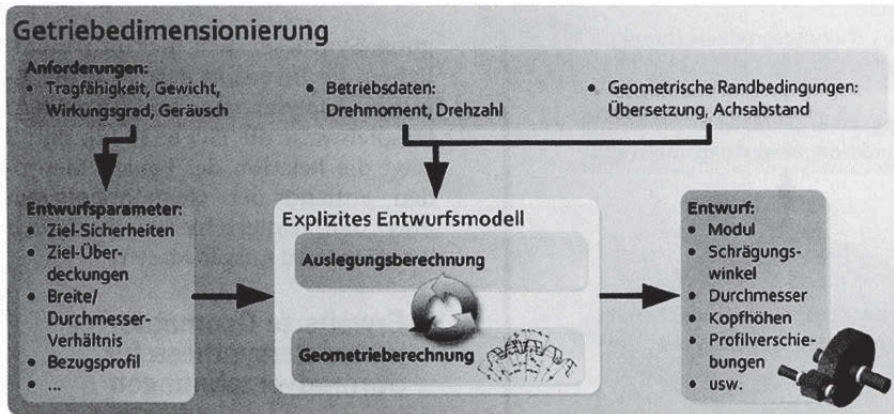 Getriebedimensionierung
Anforderungen:
• Tragfähigkeit, Gewicht,
Wirkungsgrad, Geräusch
• Betriebsdaten:
Drehmoment, Drehzahl
• Geometrische Randbedingungen:
Übersetzung, Achsabstand
Entwurfsparameter:
• Ziel-Sicherheiten
• Ziel-Über-
deckungen
• Breite/
Durchmesser-
Verhältnis
• Bezugsprofil
• ...
Explizites Entwurfsmodell
Auslegungsberechnung
Geometrieberechnung
Entwurf:
• Modul
• Schrägungs-
winkel
• Durchmesser
• Kopfhöhen
• Profilverschie-
bungen
• usw.